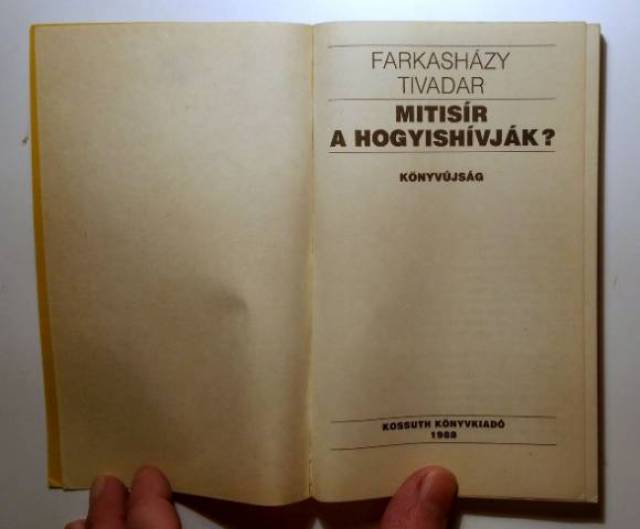 FARKASHÁZY
TIVADAR
MITISÍR
A HOGYISHÍVJÁK?
KÖNYVÚJSÁG
KOSSUTH KÖNYVKIADÓ
1988